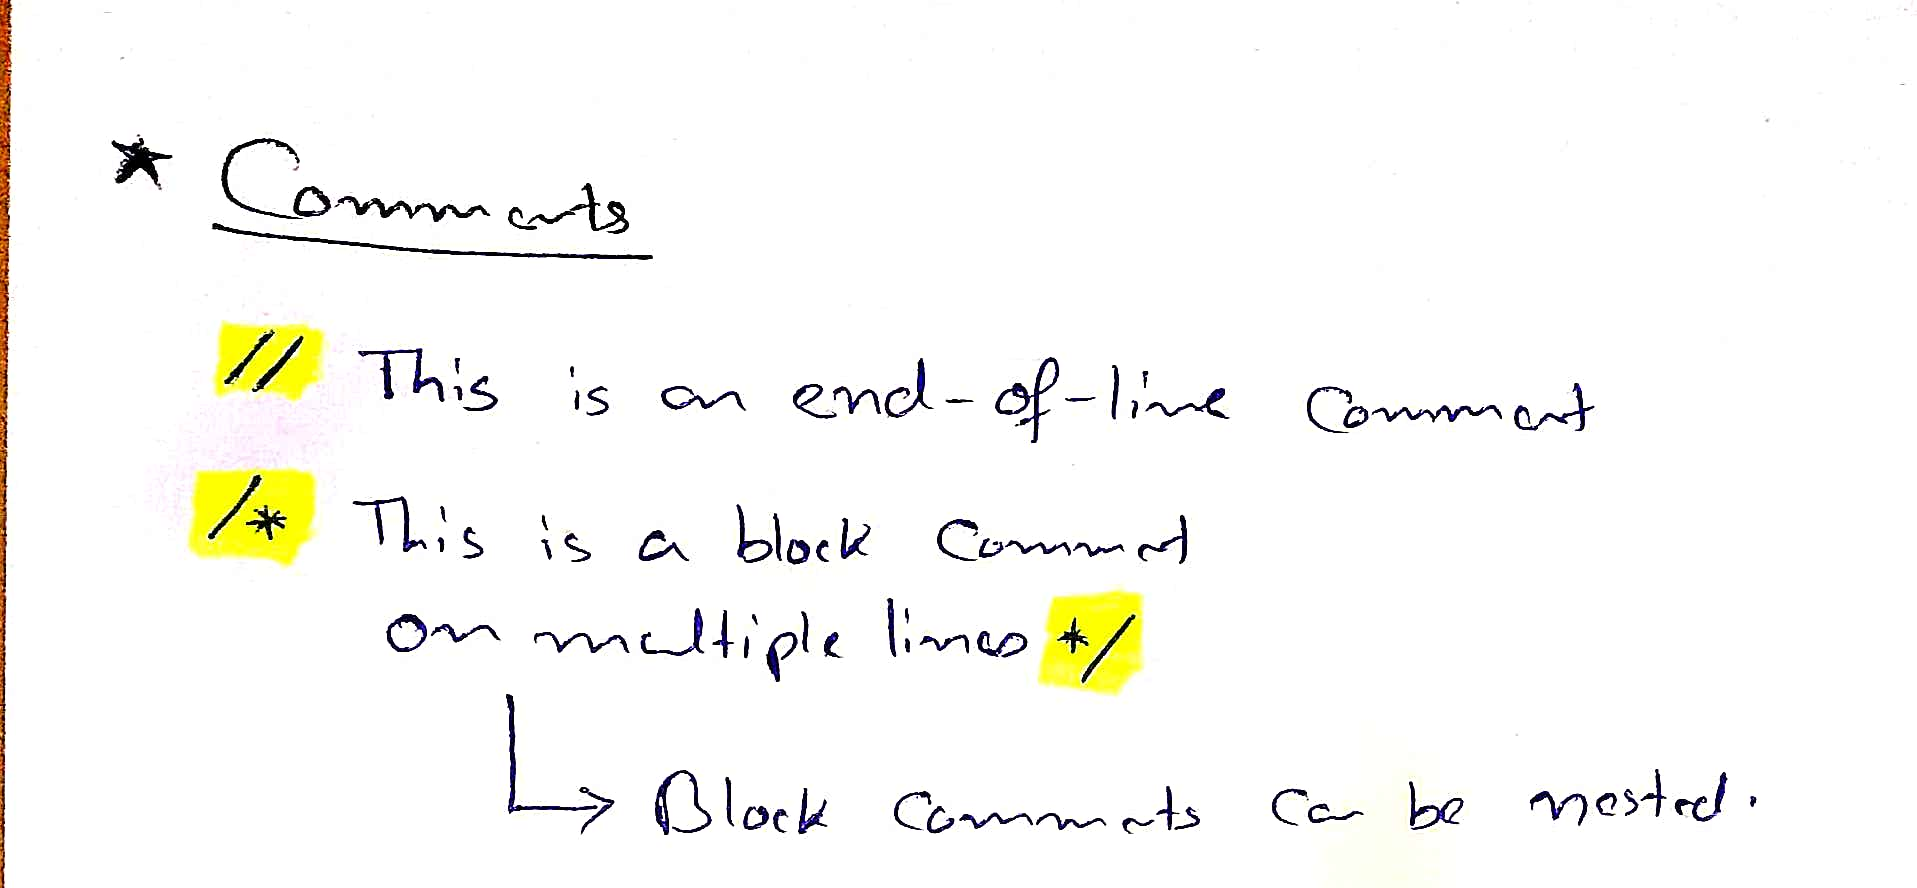 ★ Comments
// This is an end-of-line comment
/* This is a block comment
on multiple lines */
↳ Block comments can be nested.